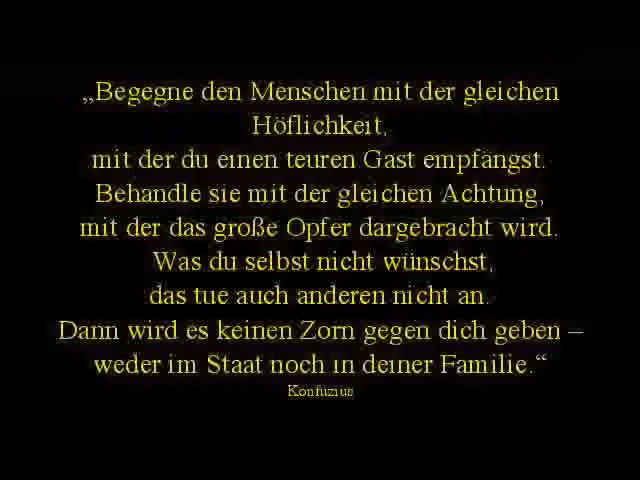 „Begegne den Menschen mit der gleichen
Höflichkeit,
mit der du einen teuren Gast empfängst.
Behandle sie mit der gleichen Achtung,
mit der das große Opfer dargebracht wird.
Was du selbst nicht wünschst,
das tue auch anderen nicht an.
Dann wird es keinen Zorn gegen dich geben –
weder im Staat noch in deiner Familie.“
Konfuzius